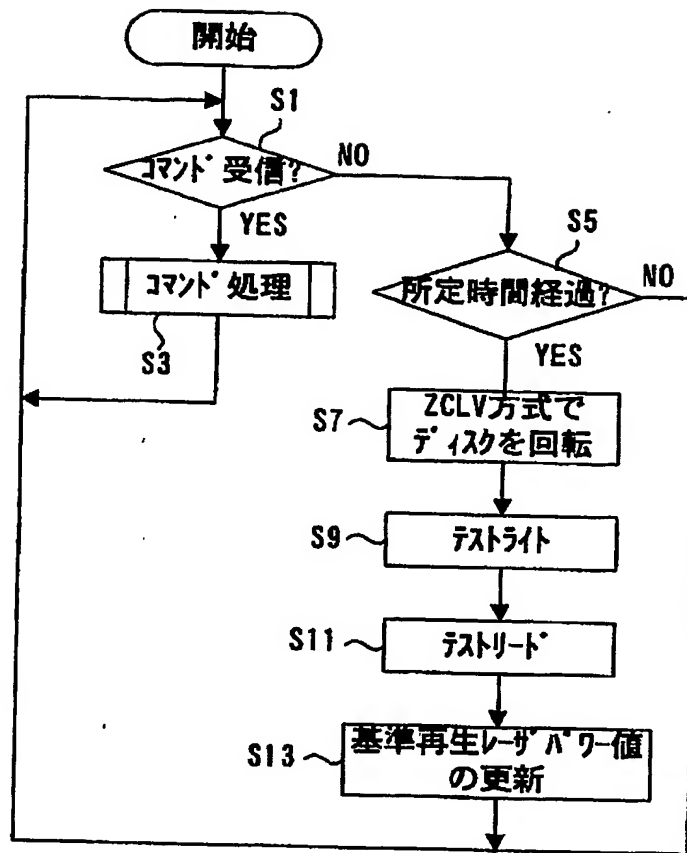 開始
S1
コマンド受信?
NO
YES
コマンド処理
S3
S5
所定時間経過?
NO
YES
S7
ZCLV方式で
ディスクを回転
S9
テストライト
S11
テストリード
S13
基準再生レーザパワー値
の更新